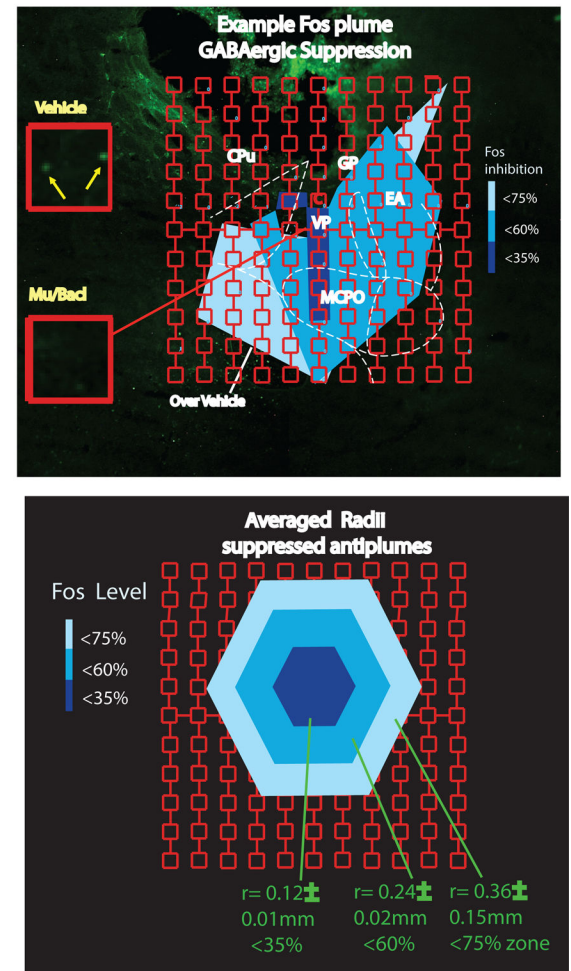 Example Fos plume
GABAergic Suppression
Vehicle
CPu
GP
Fos
inhibition
<75%
<60%
<35%
EA
VP
Mu/Bacl
MCPO
Over Vehicle
Averaged Radii
suppressed antiplumes
Fos Level
<75%
<60%
<35%
r= 0.12±
0.01mm
<35%
r= 0.24±
0.02mm
<60%
r= 0.36±
0.15mm
<75% zone